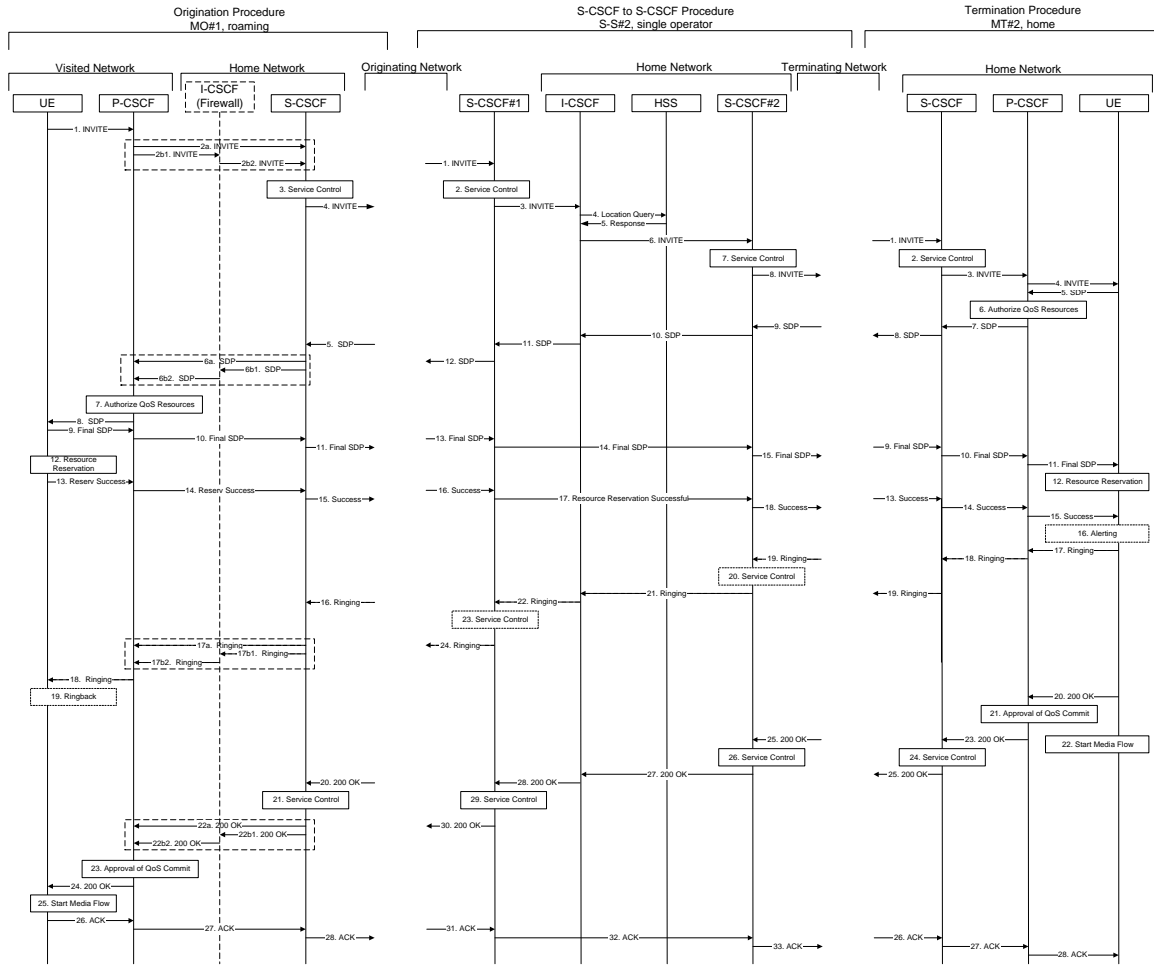 Origination Procedure
MO#1, roaming
S-CSCF to S-CSCF Procedure
S-S#2, single operator
Termination Procedure
MT#2, home
Visited Network
Home Network
Originating Network
Home Network
Terminating Network
Home Network
UE
P-CSCF
I-CSCF
(Firewall)
S-CSCF
S-CSCF#1
I-CSCF
HSS
S-CSCF#2
S-CSCF
P-CSCF
UE
1. INVITE
2a. INVITE
2b1. INVITE
2b2. INVITE
3. Service Control
4. INVITE
5. SDP
6a. SDP
6b1. SDP
6b2. SDP
7. Authorize QoS Resources
8. SDP
9. Final SDP
10. Final SDP
11. Final SDP
12. Resource
Reservation
13. Reserv Success
14. Reserv Success
15. Success
16. Ringing
17a. Ringing
17b1. Ringing
17b2. Ringing
18. Ringing
19. Ringback
20. 200 OK
21. Service Control
22a. 200 OK
22b1. 200 OK
22b2. 200 OK
23. Approval of QoS Commit
24. 200 OK
25. Start Media Flow
26. ACK
27. ACK
28. ACK
1. INVITE
2. Service Control
3. INVITE
4. Location Query
5. Response
6. INVITE
7. Service Control
8. INVITE
9. SDP
10. SDP
11. SDP
12. SDP
13. Final SDP
14. Final SDP
15. Final SDP
16. Success
17. Resource Reservation Successful
18. Success
19. Ringing
20. Service Control
21. Ringing
22. Ringing
23. Service Control
24. Ringing
25. 200 OK
26. Service Control
27. 200 OK
28. 200 OK
29. Service Control
30. 200 OK
31. ACK
32. ACK
33. ACK
1. INVITE
2. Service Control
3. INVITE
4. INVITE
5. SDP
6. Authorize QoS Resources
7. SDP
8. SDP
9. Final SDP
10. Final SDP
11. Final SDP
12. Resource Reservation
13. Success
14. Success
15. Success
16. Alerting
17. Ringing
18. Ringing
19. Ringing
20. 200 OK
21. Approval of QoS Commit
22. Start Media Flow
23. 200 OK
24. Service Control
25. 200 OK
26. ACK
27. ACK
28. ACK